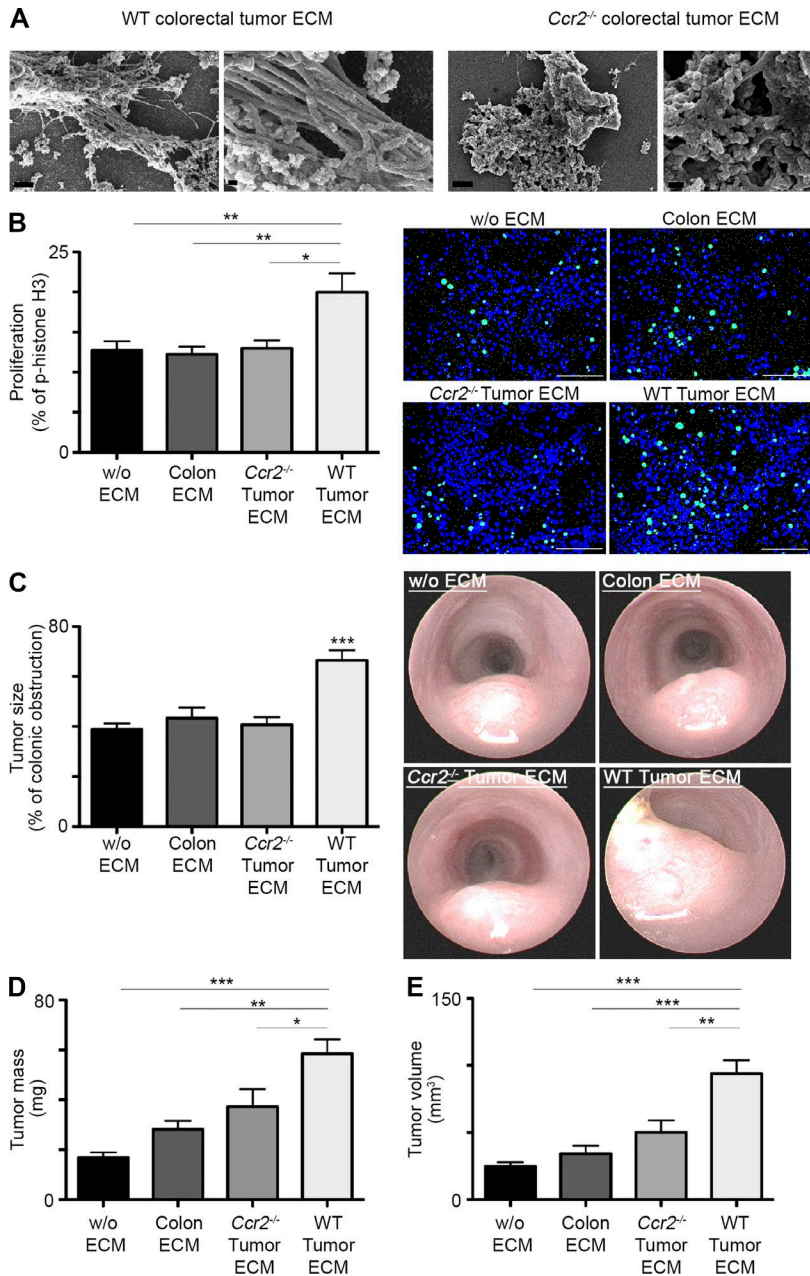 A
WT colorectal tumor ECM
Ccr2-/- colorectal tumor ECM
B
**
**
*
25
0
Proliferation
(% of p-histone H3)
w/o
ECM
Colon
ECM
Ccr2-/-
Tumor
ECM
WT
Tumor
ECM
w/o ECM
Colon ECM
Ccr2-/- Tumor ECM
WT Tumor ECM
C
80
0
***
Tumor size
(% of colonic obstruction)
w/o
ECM
Colon
ECM
Ccr2-/-
Tumor
ECM
WT
Tumor
ECM
w/o ECM
Colon ECM
Ccr2-/- Tumor ECM
WT Tumor ECM
D
***
**
*
80
0
Tumor mass
(mg)
w/o
ECM
Colon
ECM
Ccr2-/-
Tumor
ECM
WT
Tumor
ECM
E
***
***
**
150
0
Tumor volume
(mm³)
w/o
ECM
Colon
ECM
Ccr2-/-
Tumor
ECM
WT
Tumor
ECM